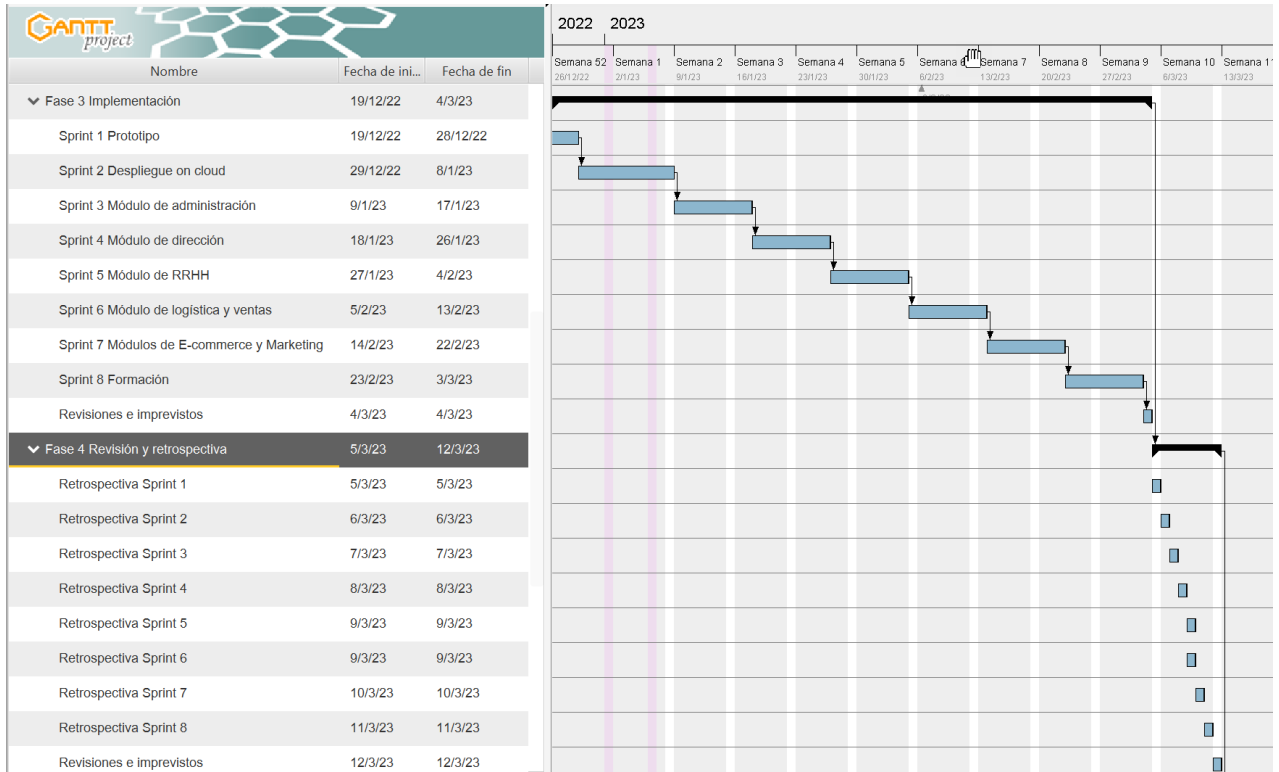 GANTT
project
2022 2023
Semana 52 Semana 1 Semana 2 Semana 3 Semana 4 Semana 5 Semana Semana 7 Semana 8 Semana 9 Semana 10 Semana 11
26/12/22 2/1/23 9/1/23 16/1/23 23/1/23 30/1/23 6/2/23 13/2/23 20/2/23 27/2/23 6/3/23 13/3/23
Nombre Fecha de ini... Fecha de fin
Fase 3 Implementación 19/12/22 4/3/23
Sprint 1 Prototipo 19/12/22 28/12/22
Sprint 2 Despliegue on cloud 29/12/22 8/1/23
Sprint 3 Módulo de administración 9/1/23 17/1/23
Sprint 4 Módulo de dirección 18/1/23 26/1/23
Sprint 5 Módulo de RRHH 27/1/23 4/2/23
Sprint 6 Módulo de logística y ventas 5/2/23 13/2/23
Sprint 7 Módulos de E-commerce y Marketing 14/2/23 22/2/23
Sprint 8 Formación 23/2/23 3/3/23
Revisiones e imprevistos 4/3/23 4/3/23
Fase 4 Revisión y retrospectiva 5/3/23 12/3/23
Retrospectiva Sprint 1 5/3/23 5/3/23
Retrospectiva Sprint 2 6/3/23 6/3/23
Retrospectiva Sprint 3 7/3/23 7/3/23
Retrospectiva Sprint 4 8/3/23 8/3/23
Retrospectiva Sprint 5 9/3/23 9/3/23
Retrospectiva Sprint 6 9/3/23 9/3/23
Retrospectiva Sprint 7 10/3/23 10/3/23
Retrospectiva Sprint 8 11/3/23 11/3/23
Revisiones e imprevistos 12/3/23 12/3/23